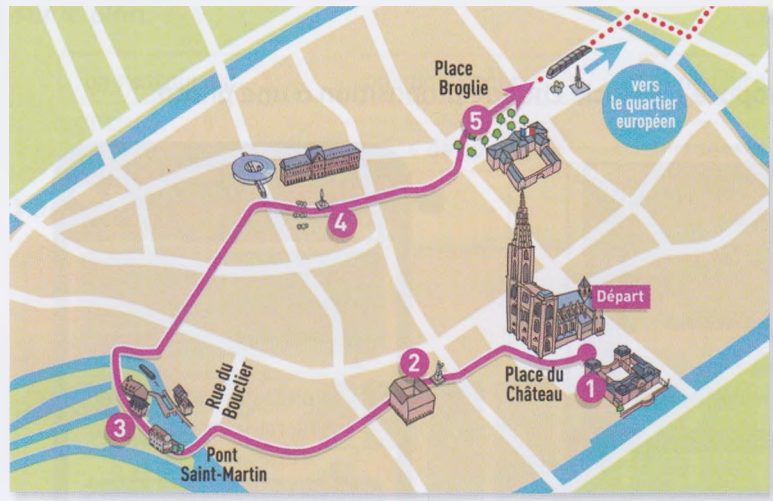 Place
Broglie
5
vers
le quartier
européen
4
Départ
2
Place du
Château
1
Rue du
Bouclier
3
Pont
Saint-Martin